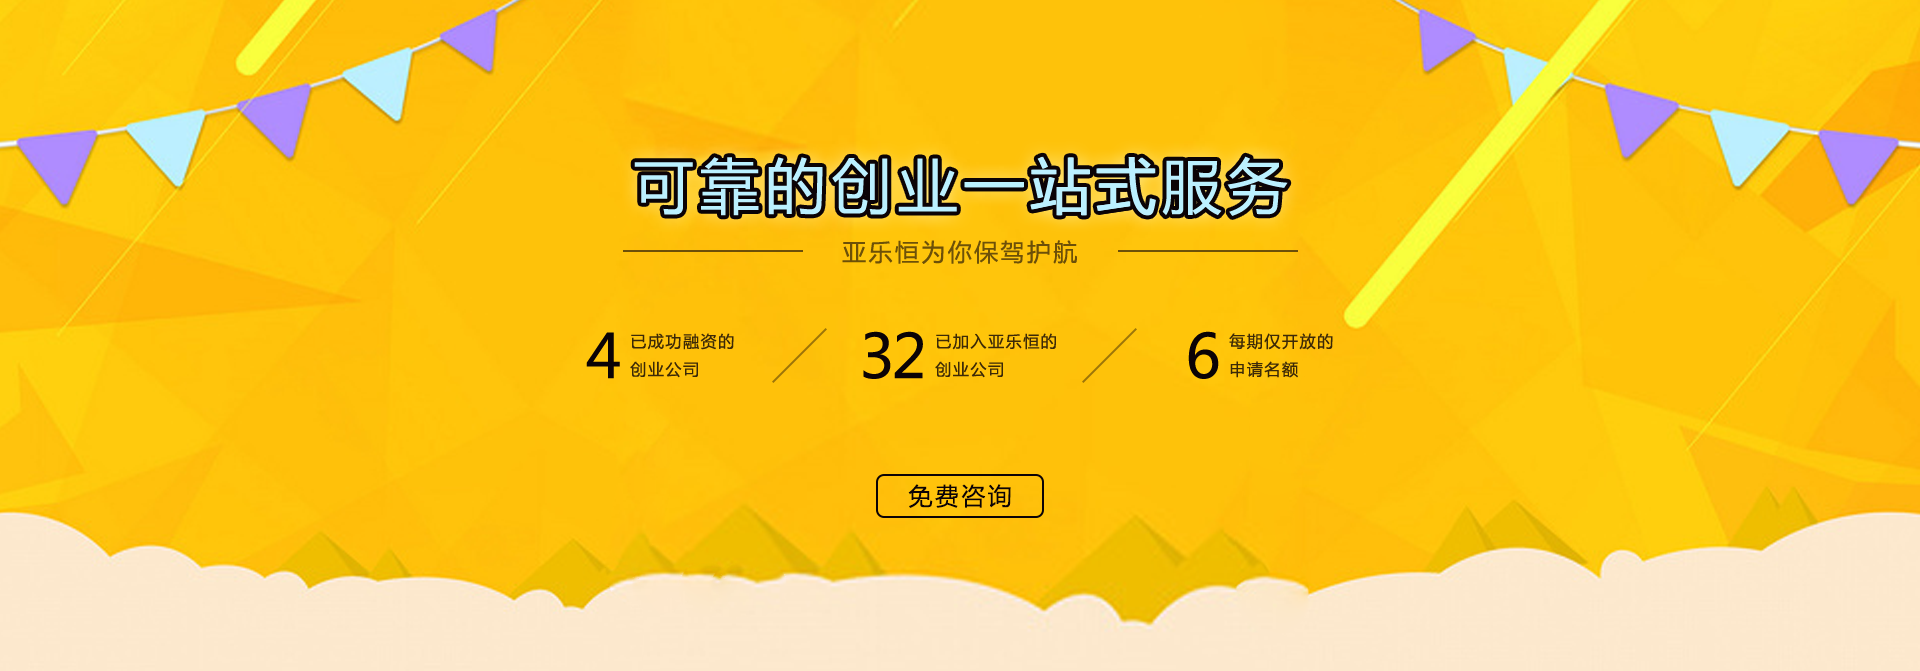 可靠的创业一站式服务
亚乐恒为你保驾护航
4 已成功融资的
创业公司
32 已加入亚乐恒的
创业公司
6 每期仅开放的
申请名额
免费咨询